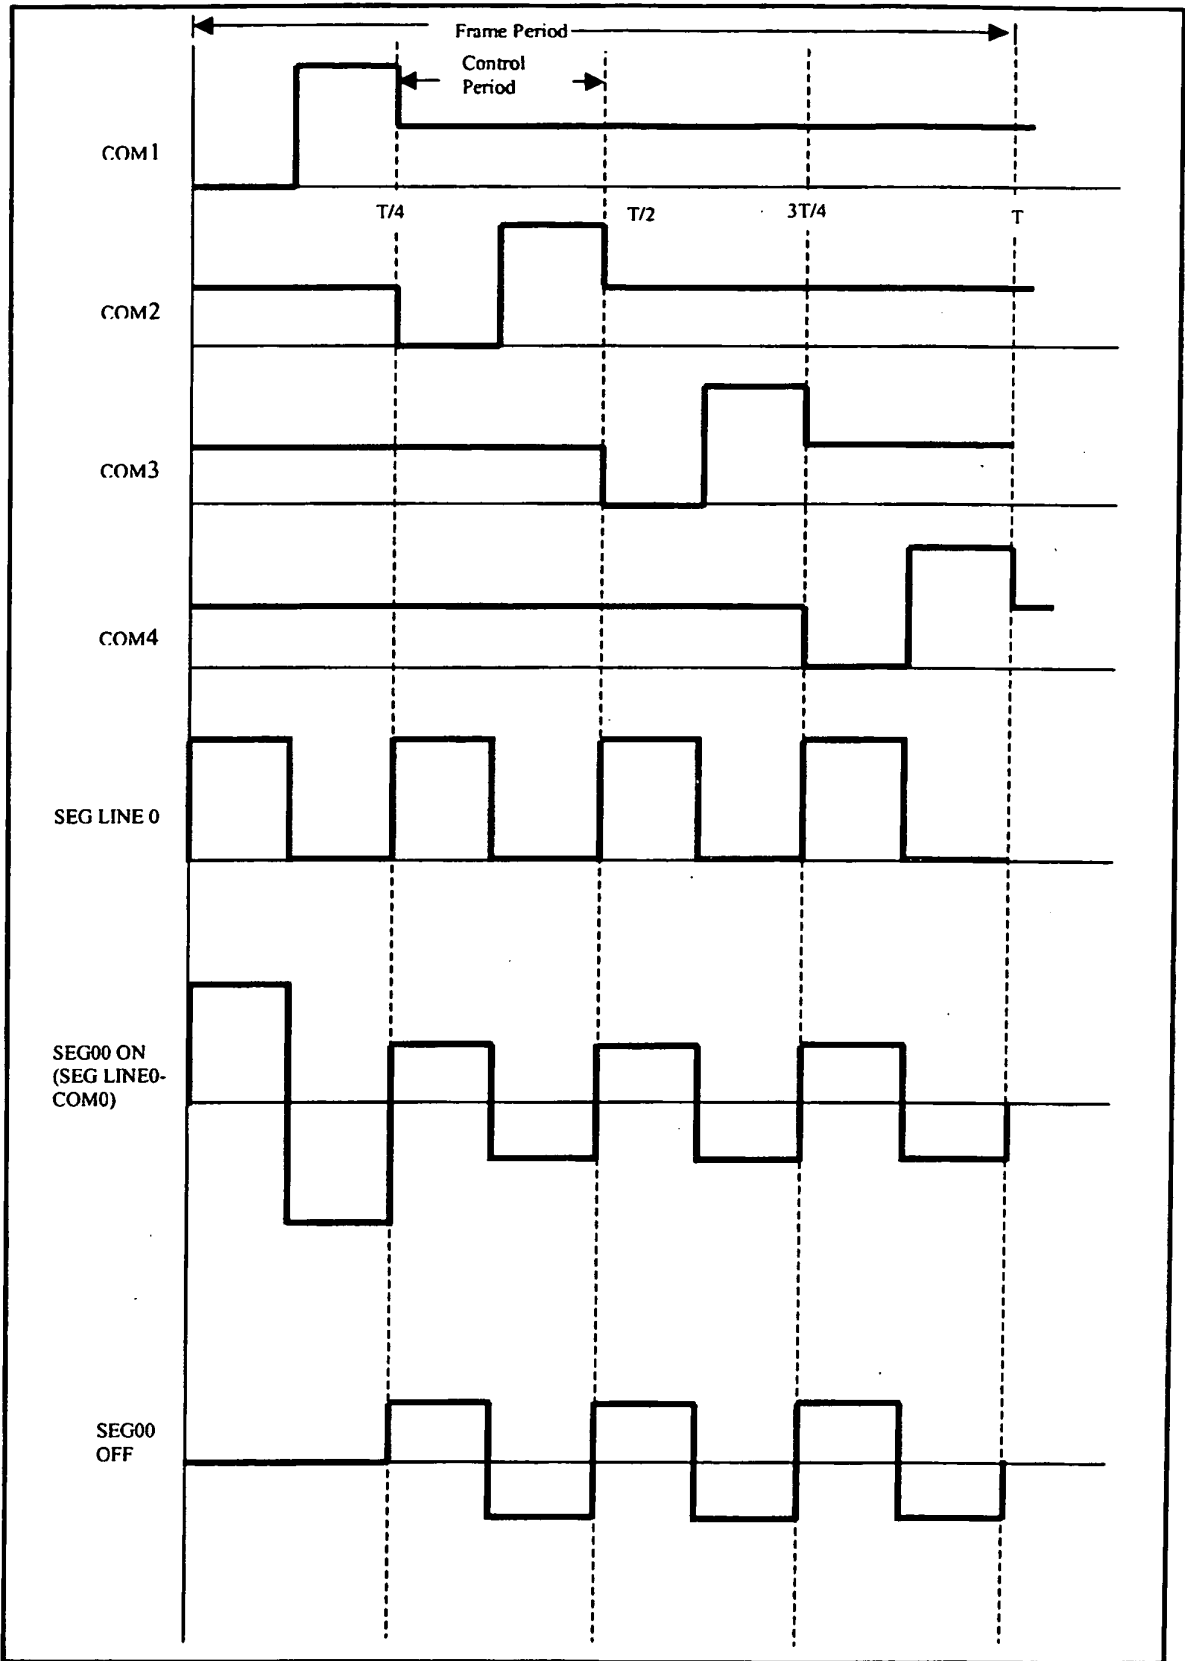 Frame Period
Control
Period
COM1
T/4
T/2
3T/4
T
COM2
COM3
COM4
SEG LINE 0
SEG00 ON
(SEG LINE0-
COM0)
SEG00
OFF